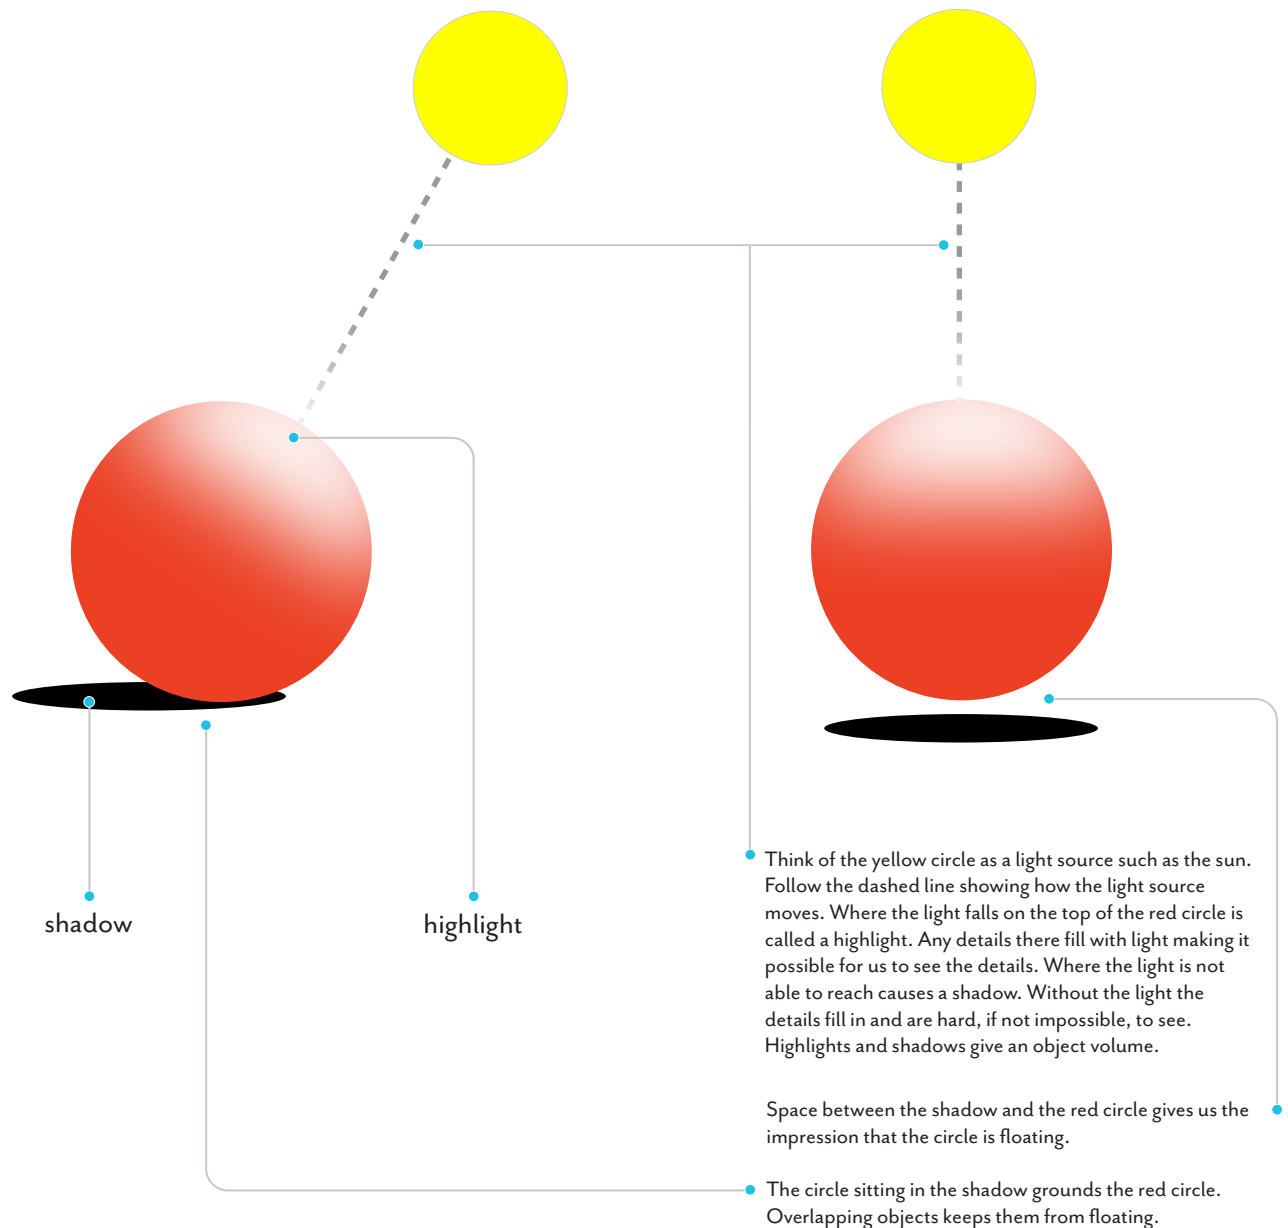 shadow
highlight
Think of the yellow circle as a light source such as the sun.
Follow the dashed line showing how the light source
moves. Where the light falls on the top of the red circle is
called a highlight. Any details there fill with light making it
possible for us to see the details. Where the light is not
able to reach causes a shadow. Without the light the
details fill in and are hard, if not impossible, to see.
Highlights and shadows give an object volume.
Space between the shadow and the red circle gives us the
impression that the circle is floating.
The circle sitting in the shadow grounds the red circle.
Overlapping objects keeps them from floating.